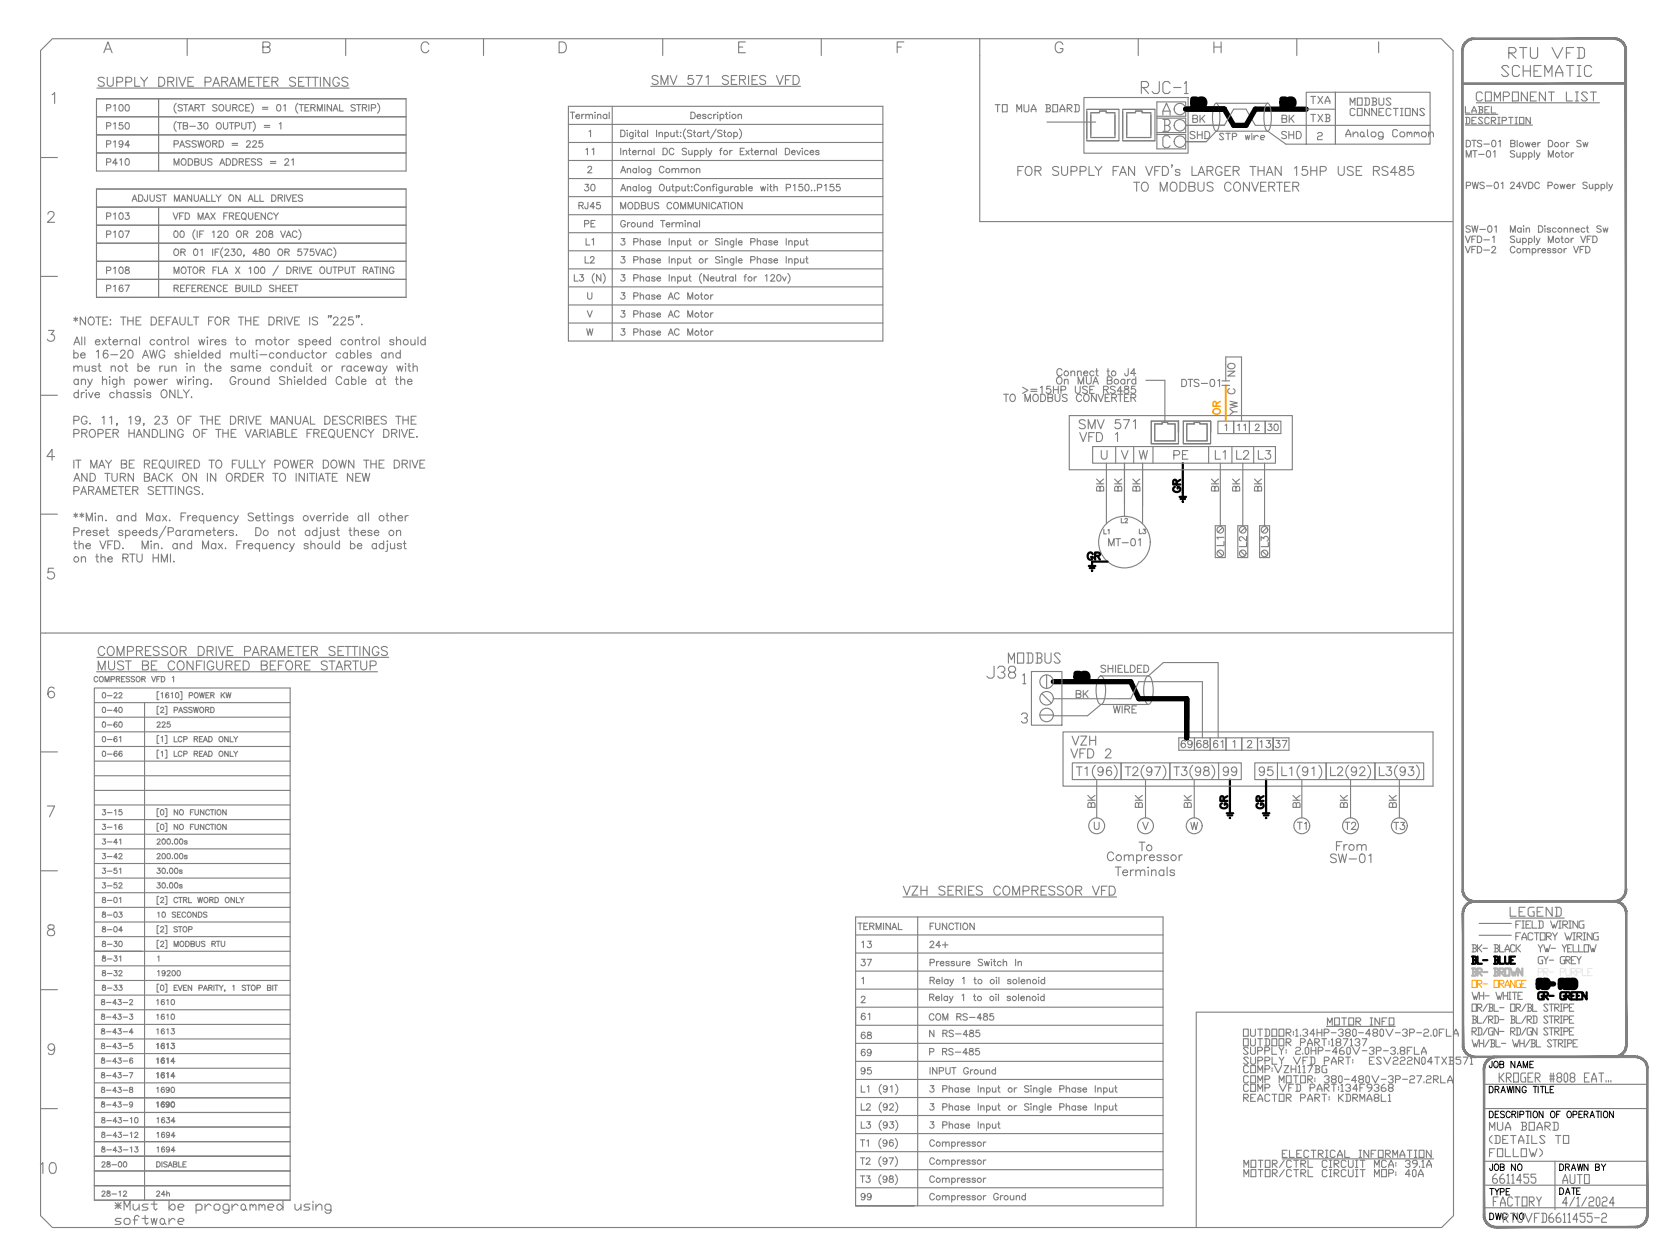 A B C D E F G H I
1
2
3
4
5
6
7
8
9
10
SUPPLY DRIVE PARAMETER SETTINGS
P100 (START SOURCE) = 01 (TERMINAL STRIP)
P150 (TB-30 OUTPUT) = 1
P194 PASSWORD = 225
P410 MODBUS ADDRESS = 21
ADJUST MANUALLY ON ALL DRIVES
P103 VFD MAX FREQUENCY
P107 00 (IF 120 OR 208 VAC)
OR 01 IF(230, 480 OR 575VAC)
P108 MOTOR FLA X 100 / DRIVE OUTPUT RATING
P167 REFERENCE BUILD SHEET
*NOTE: THE DEFAULT FOR THE DRIVE IS "225".
All external control wires to motor speed control should
be 16-20 AWG shielded multi-conductor cables and
must not be run in the same conduit or raceway with
any high power wiring. Ground Shielded Cable at the
drive chassis ONLY.
PG. 11, 19, 23 OF THE DRIVE MANUAL DESCRIBES THE
PROPER HANDLING OF THE VARIABLE FREQUENCY DRIVE.
IT MAY BE REQUIRED TO FULLY POWER DOWN THE DRIVE
AND TURN BACK ON IN ORDER TO INITIATE NEW
PARAMETER SETTINGS.
**Min. and Max. Frequency Settings override all other
Preset speeds/Parameters. Do not adjust these on
the VFD. Min. and Max. Frequency should be adjust
on the RTU HMI.
SMV 571 SERIES VFD
Terminal Description
1 Digital Input:(Start/Stop)
11 Internal DC Supply for External Devices
2 Analog Common
30 Analog Output:Configurable with P150..P155
RJ45 MODBUS COMMUNICATION
PE Ground Terminal
L1 3 Phase Input or Single Phase Input
L2 3 Phase Input or Single Phase Input
L3 (N) 3 Phase Input (Neutral for 120v)
U 3 Phase AC Motor
V 3 Phase AC Motor
W 3 Phase AC Motor
RJC-1
TO MUA BOARD
A
B
C
BK BK
SHD STP wire SHD
TXA
TXB
2
MODBUS
CONNECTIONS
Analog Common
FOR SUPPLY FAN VFD's LARGER THAN 15HP USE RS485
TO MODBUS CONVERTER
Connect to J4
On MUA Board
>=15HP USE RS485
TO MODBUS CONVERTER
DTS-01
C NO
OR YW
SMV 571
VFD 1
1 11 2 30
U V W PE L1 L2 L3
BK BK BK GR BK BK BK
L1 L2 L3
MT-01
GR
L1 L2 L3
COMPRESSOR DRIVE PARAMETER SETTINGS
MUST BE CONFIGURED BEFORE STARTUP
COMPRESSOR VFD 1
0-22 [1610] POWER KW
0-40 [2] PASSWORD
0-60 225
0-61 [1] LCP READ ONLY
0-66 [1] LCP READ ONLY
3-15 [0] NO FUNCTION
3-16 [0] NO FUNCTION
3-41 200.00s
3-42 200.00s
3-51 30.00s
3-52 30.00s
8-01 [2] CTRL WORD ONLY
8-03 10 SECONDS
8-04 [2] STOP
8-30 [2] MODBUS RTU
8-31 1
8-32 19200
8-33 [0] EVEN PARITY, 1 STOP BIT
8-43-2 1610
8-43-3 1610
8-43-4 1613
8-43-5 1613
8-43-6 1614
8-43-7 1614
8-43-8 1690
8-43-9 1690
8-43-10 1634
8-43-12 1694
8-43-13 1694
28-00 DISABLE
28-12 24h
*Must be programmed using
software
MODBUS
J38
1
3
SHIELDED
BK
WIRE
VZH
VFD 2
69 68 61 1 2 13 37
T1(96) T2(97) T3(98) 99 95 L1(91) L2(92) L3(93)
BK BK BK GR GR BK BK BK
U V W T1 T2 T3
To
Compressor
Terminals
From
SW-01
VZH SERIES COMPRESSOR VFD
TERMINAL FUNCTION
13 24+
37 Pressure Switch In
1 Relay 1 to oil solenoid
2 Relay 1 to oil solenoid
61 COM RS-485
68 N RS-485
69 P RS-485
95 INPUT Ground
L1 (91) 3 Phase Input or Single Phase Input
L2 (92) 3 Phase Input or Single Phase Input
L3 (93) 3 Phase Input
T1 (96) Compressor
T2 (97) Compressor
T3 (98) Compressor
99 Compressor Ground
MOTOR INFO
OUTDOOR:1.34HP-380-480V-3P-2.0FLA
OUTDOOR PART:187137
SUPPLY: 2.0HP-460V-3P-3.8FLA
SUPPLY VFD PART: ESV222N04TXB571
COMP:VZH117BG
COMP MOTOR: 380-480V-3P-27.2RLA
COMP VFD PART:134F9368
REACTOR PART: KDRMA8L1
ELECTRICAL INFORMATION
MOTOR/CTRL CIRCUIT MCA: 39.1A
MOTOR/CTRL CIRCUIT MOP: 40A
RTU VFD
SCHEMATIC
COMPONENT LIST
LABEL
DESCRIPTION
DTS-01 Blower Door Sw
MT-01 Supply Motor
PWS-01 24VDC Power Supply
SW-01 Main Disconnect Sw
VFD-1 Supply Motor VFD
VFD-2 Compressor VFD
LEGEND
FIELD WIRING
FACTORY WIRING
BK- BLACK YW- YELLOW
BL- BLUE GY- GREY
BR- BROWN PR- PURPLE
OR- ORANGE RD- RED
WH- WHITE GR- GREEN
OR/BL- OR/BL STRIPE
BL/RD- BL/RD STRIPE
RD/GN- RD/GN STRIPE
WH/BL- WH/BL STRIPE
JOB NAME
KROGER #808 EAT...
DRAWING TITLE
DESCRIPTION OF OPERATION
MUA BOARD
(DETAILS TO
FOLLOW)
JOB NO DRAWN BY
6611455 AUTO
TYPE DATE
FACTORY 4/1/2024
DWG NO RTUVFD6611455-2